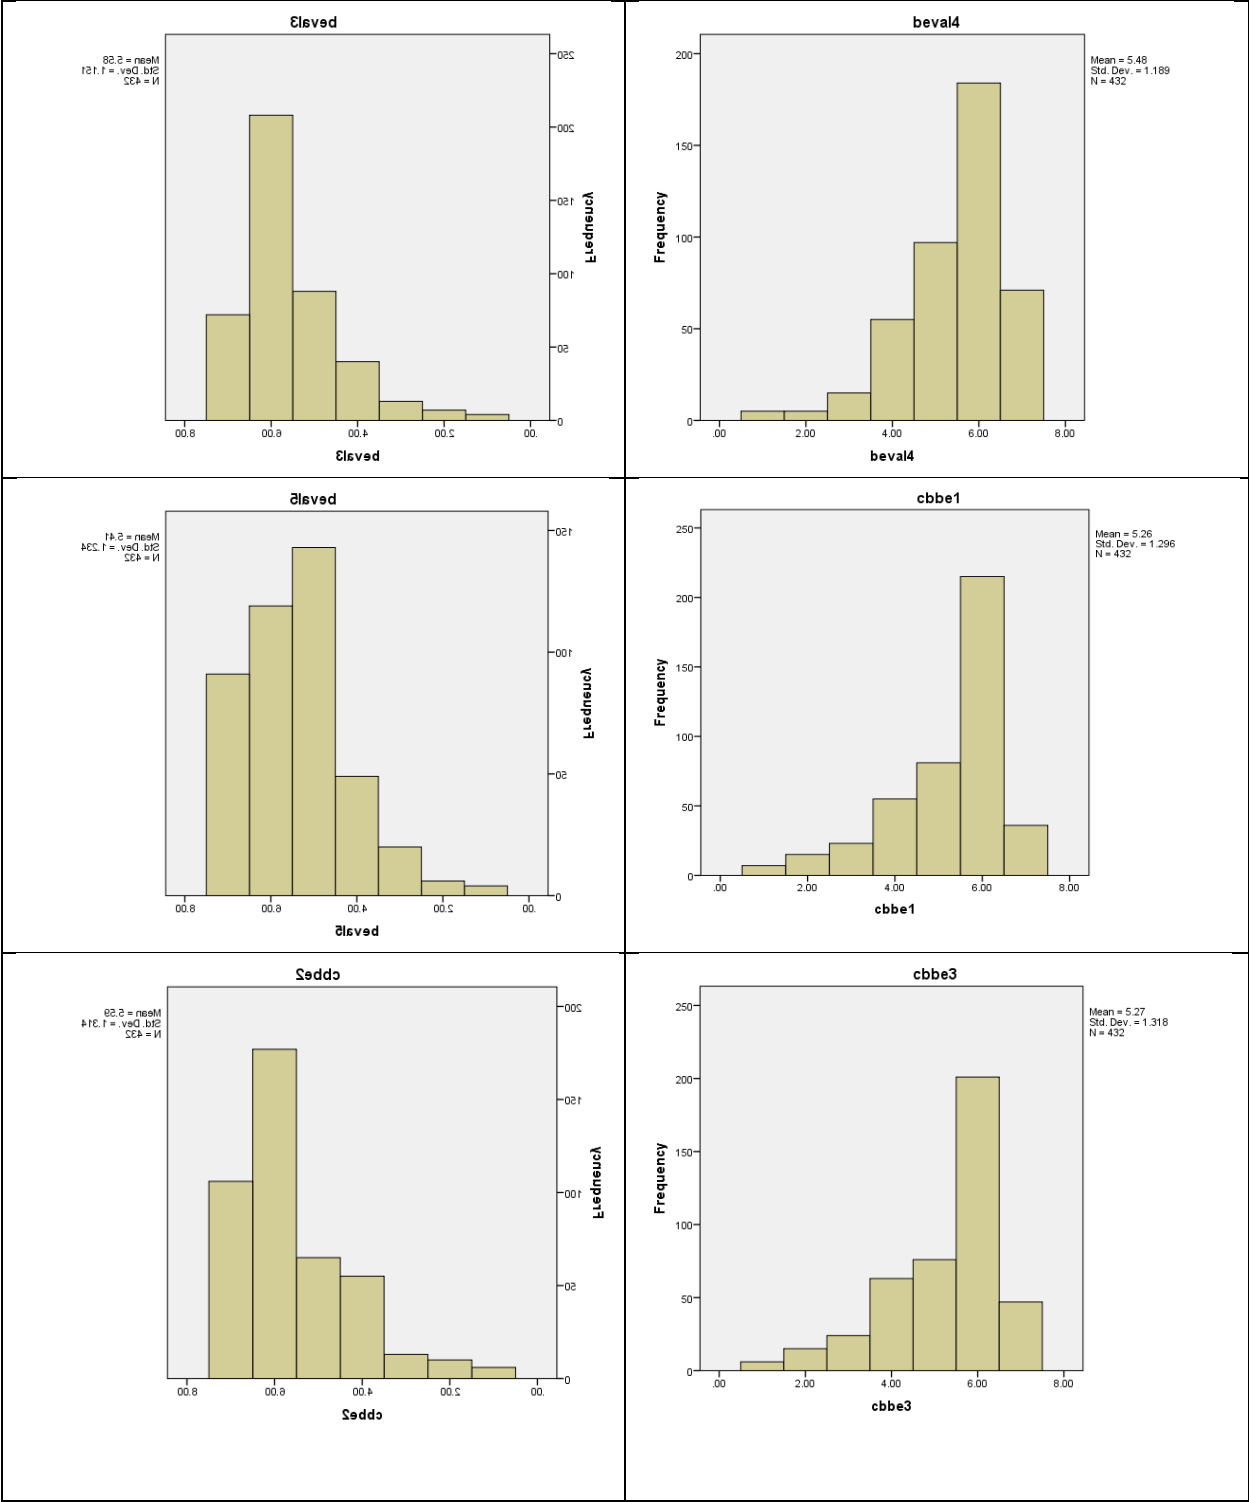 beval3
Mean = 5.58
Std. Dev. = 1.151
N = 432
250
200
150
100
50
0
Frequency
8.00 6.00 4.00 2.00 .00
beval3
beval4
Mean = 5.48
Std. Dev. = 1.189
N = 432
200
150
100
50
0
Frequency
.00 2.00 4.00 6.00 8.00
beval4
beval5
Mean = 5.41
Std. Dev. = 1.234
N = 432
150
100
50
0
Frequency
8.00 6.00 4.00 2.00 .00
beval5
cbbe1
Mean = 5.26
Std. Dev. = 1.296
N = 432
250
200
150
100
50
0
Frequency
.00 2.00 4.00 6.00 8.00
cbbe1
cbbe2
Mean = 5.59
Std. Dev. = 1.314
N = 432
200
150
100
50
0
Frequency
8.00 6.00 4.00 2.00 .00
cbbe2
cbbe3
Mean = 5.27
Std. Dev. = 1.318
N = 432
250
200
150
100
50
0
Frequency
.00 2.00 4.00 6.00 8.00
cbbe3